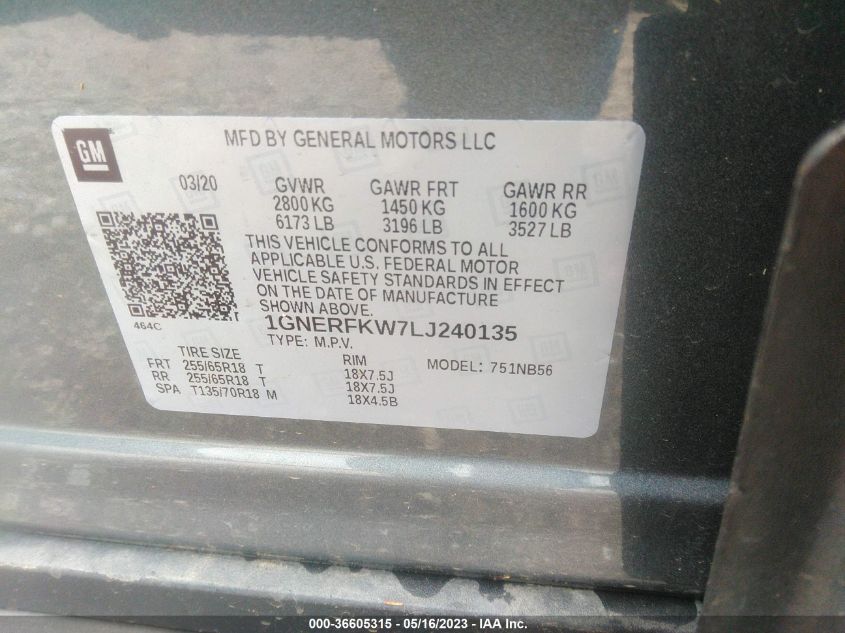 GM
MFD BY GENERAL MOTORS LLC
03/20
GVWR
2800 KG
6173 LB
GAWR FRT
1450 KG
3196 LB
GAWR RR
1600 KG
3527 LB
THIS VEHICLE CONFORMS TO ALL
APPLICABLE U.S. FEDERAL MOTOR
VEHICLE SAFETY STANDARDS IN EFFECT
ON THE DATE OF MANUFACTURE
SHOWN ABOVE.
464C T
1GNERFKW7LJ240135
TYPE: M.P.V.
TIRE SIZE RIM MODEL: 751NB56
FRT 255/65R18 T 18X7.5J
RR 255/65R18 T 18X7.5J
SPA T135/70R18 M 18X4.5B
000-36605315 - 05/16/2023 - IAA Inc.